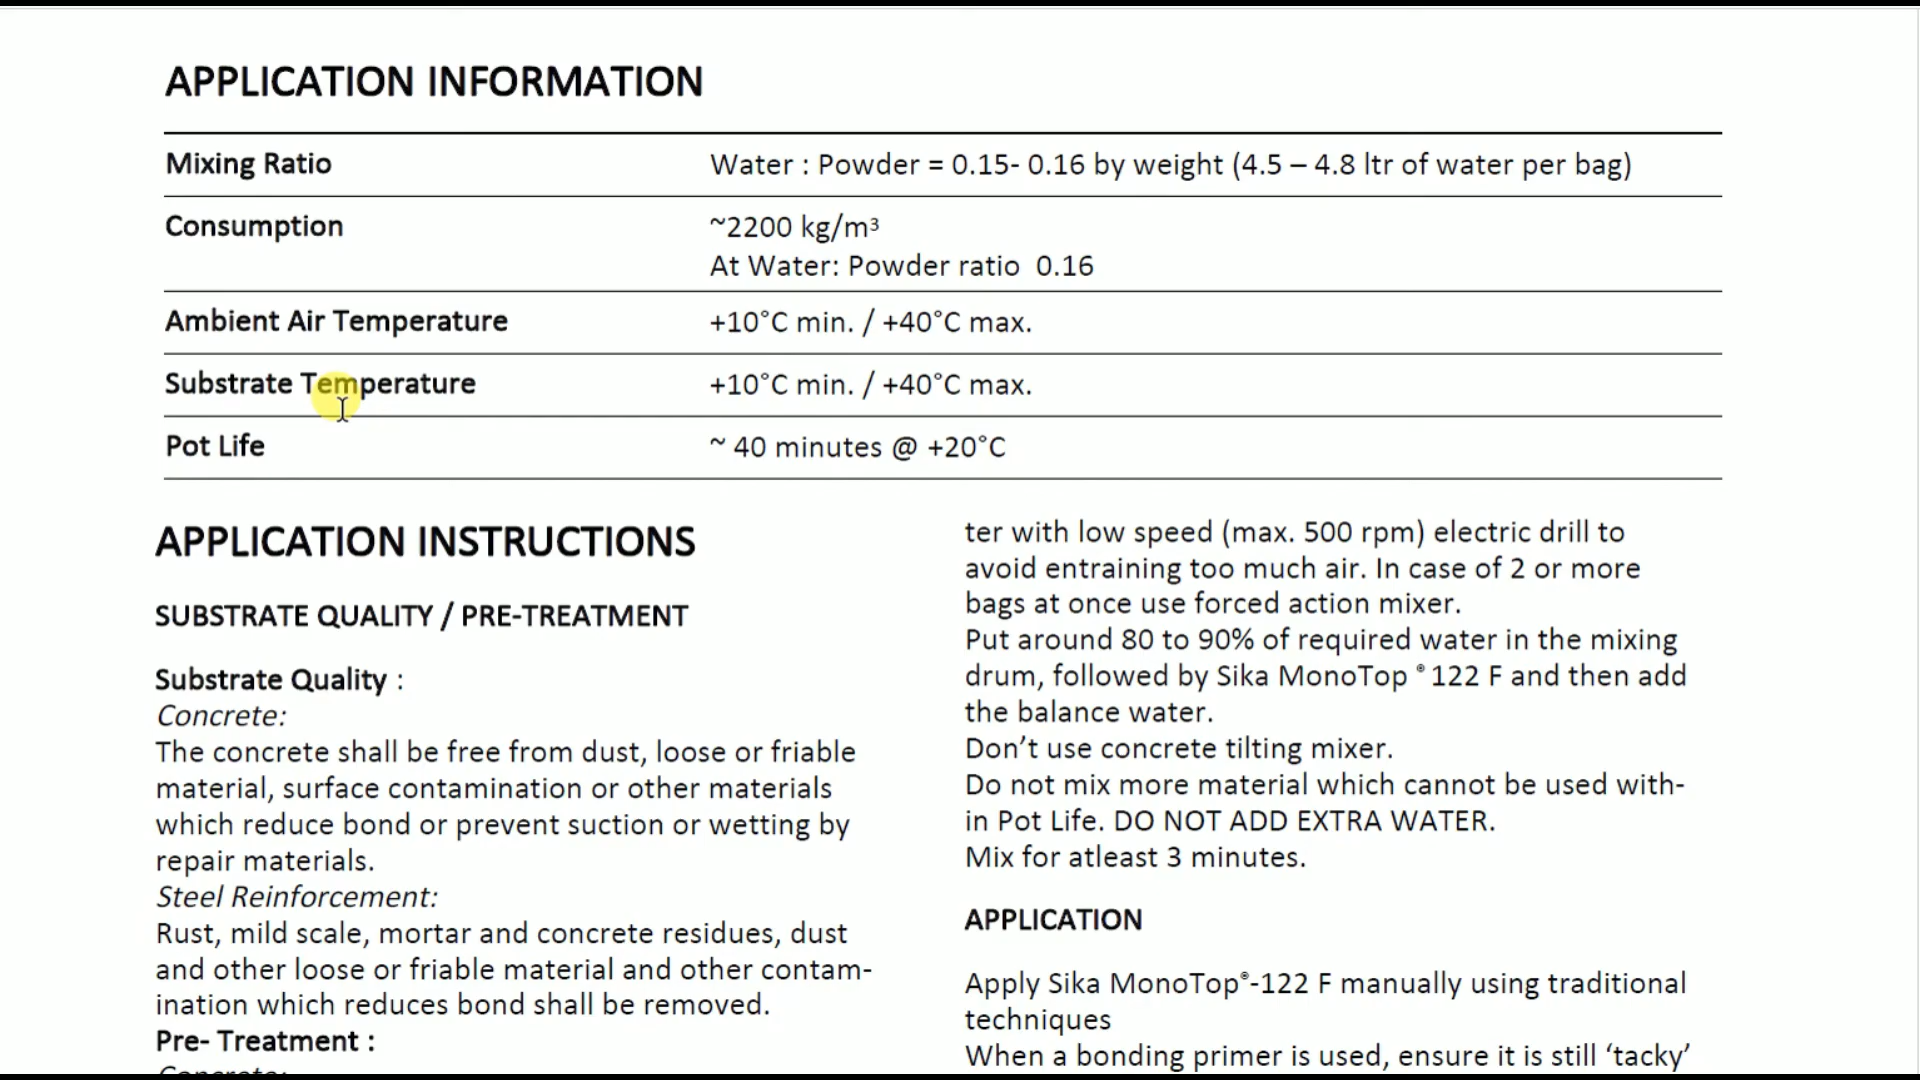 APPLICATION INFORMATION
Mixing Ratio Water : Powder = 0.15- 0.16 by weight (4.5 – 4.8 ltr of water per bag)
Consumption ~2200 kg/m³
At Water: Powder ratio 0.16
Ambient Air Temperature +10°C min. / +40°C max.
Substrate Temperature +10°C min. / +40°C max.
Pot Life ~ 40 minutes @ +20°C
APPLICATION INSTRUCTIONS
SUBSTRATE QUALITY / PRE-TREATMENT
Substrate Quality :
Concrete:
The concrete shall be free from dust, loose or friable
material, surface contamination or other materials
which reduce bond or prevent suction or wetting by
repair materials.
Steel Reinforcement:
Rust, mild scale, mortar and concrete residues, dust
and other loose or friable material and other contam-
ination which reduces bond shall be removed.
Pre- Treatment :
Concrete:
ter with low speed (max. 500 rpm) electric drill to
avoid entraining too much air. In case of 2 or more
bags at once use forced action mixer.
Put around 80 to 90% of required water in the mixing
drum, followed by Sika MonoTop ® 122 F and then add
the balance water.
Don’t use concrete tilting mixer.
Do not mix more material which cannot be used with-
in Pot Life. DO NOT ADD EXTRA WATER.
Mix for atleast 3 minutes.
APPLICATION
Apply Sika MonoTop®-122 F manually using traditional
techniques
When a bonding primer is used, ensure it is still ‘tacky’